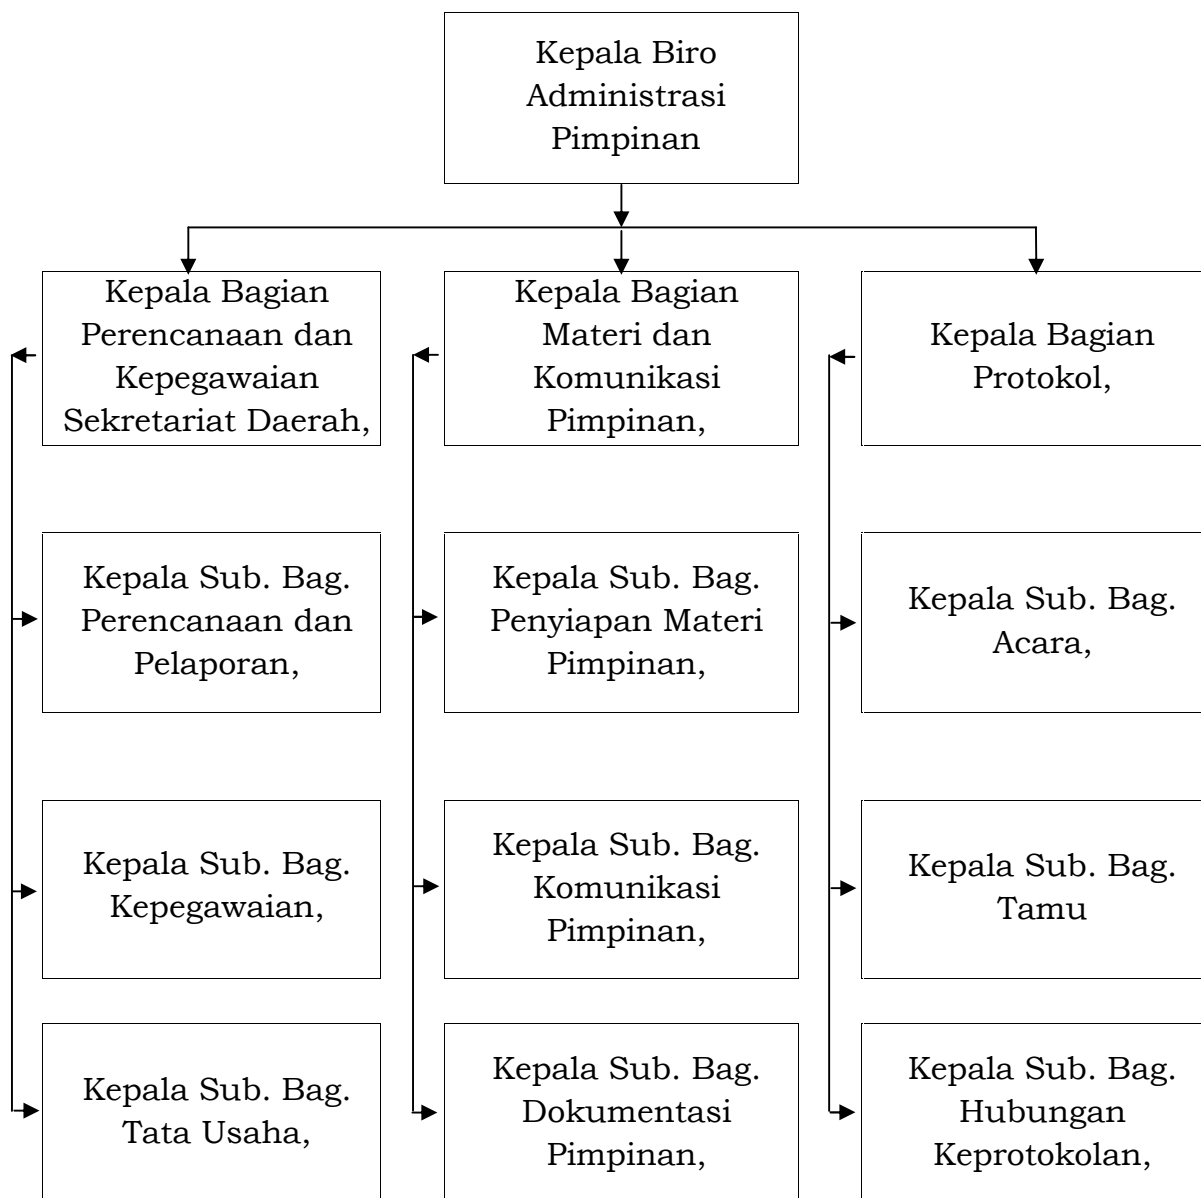 Kepala Biro
Administrasi
Pimpinan
Kepala Bagian
Perencanaan dan
Kepegawaian
Sekretariat Daerah,
Kepala Bagian
Materi dan
Komunikasi
Pimpinan,
Kepala Bagian
Protokol,
Kepala Sub. Bag.
Perencanaan dan
Pelaporan,
Kepala Sub. Bag.
Penyiapan Materi
Pimpinan,
Kepala Sub. Bag.
Acara,
Kepala Sub. Bag.
Kepegawaian,
Kepala Sub. Bag.
Komunikasi
Pimpinan,
Kepala Sub. Bag.
Tamu
Kepala Sub. Bag.
Tata Usaha,
Kepala Sub. Bag.
Dokumentasi
Pimpinan,
Kepala Sub. Bag.
Hubungan
Keprotokolan,